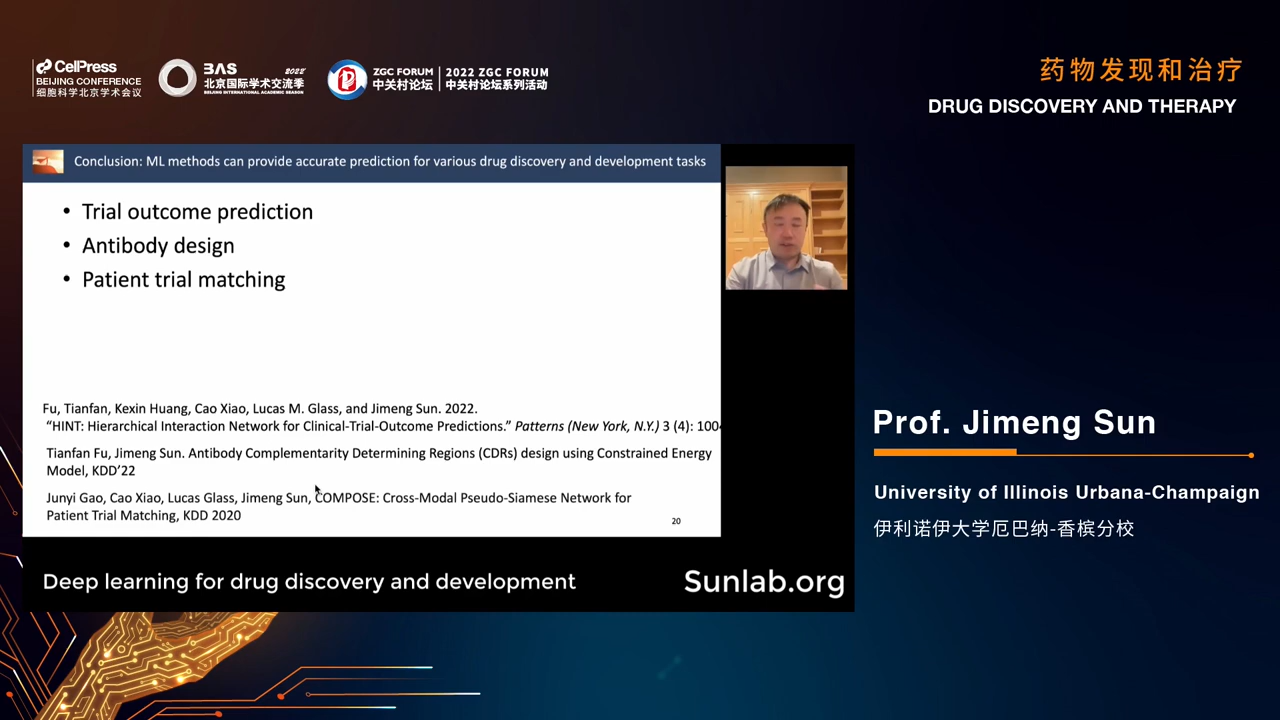 CelPress
BEIJING CONFERENCE
细胞科学北京学术会议
BAS 2022
北京国际学术交流季
BEIJING INTERNATIONAL ACADEMIC SEASON
ZGC FORUM
中关村论坛
2022 ZGC FORUM
中关村论坛系列活动
药物发现和治疗
DRUG DISCOVERY AND THERAPY
Conclusion: ML methods can provide accurate prediction for various drug discovery and development tasks
• Trial outcome prediction
• Antibody design
• Patient trial matching
Fu, Tianfan, Kexin Huang, Cao Xiao, Lucas M. Glass, and Jimeng Sun. 2022.
“HINT: Hierarchical Interaction Network for Clinical-Trial-Outcome Predictions.” Patterns (New York, N.Y.) 3 (4): 100
Tianfan Fu, Jimeng Sun. Antibody Complementarity Determining Regions (CDRs) design using Constrained Energy
Model, KDD’22
Junyi Gao, Cao Xiao, Lucas Glass, Jimeng Sun, COMPOSE: Cross-Modal Pseudo-Siamese Network for
Patient Trial Matching, KDD 2020
20
Deep learning for drug discovery and development
Sunlab.org
Prof. Jimeng Sun
University of Illinois Urbana-Champaign
伊利诺伊大学厄巴纳-香槟分校